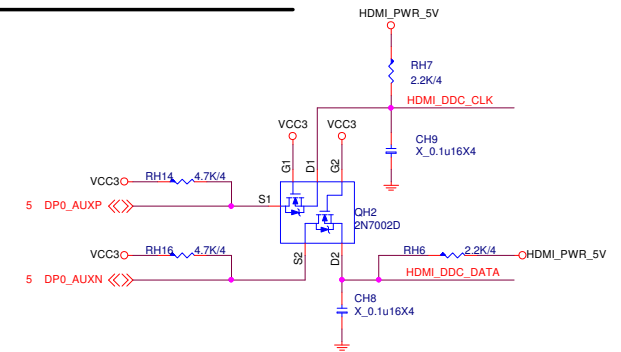 HDMI_PWR_5V
RH7
2.2K/4
HDMI_DDC_CLK
VCC3 VCC3
CH9
X_0.1u16X4
G1 D1 G2
VCC3 RH14 4.7K/4
S1
5 DP0_AUXP
QH2
2N7002D
VCC3 RH16 4.7K/4
S2 D2
RH6 2.2K/4 HDMI_PWR_5V
5 DP0_AUXN
HDMI_DDC_DATA
CH8
X_0.1u16X4